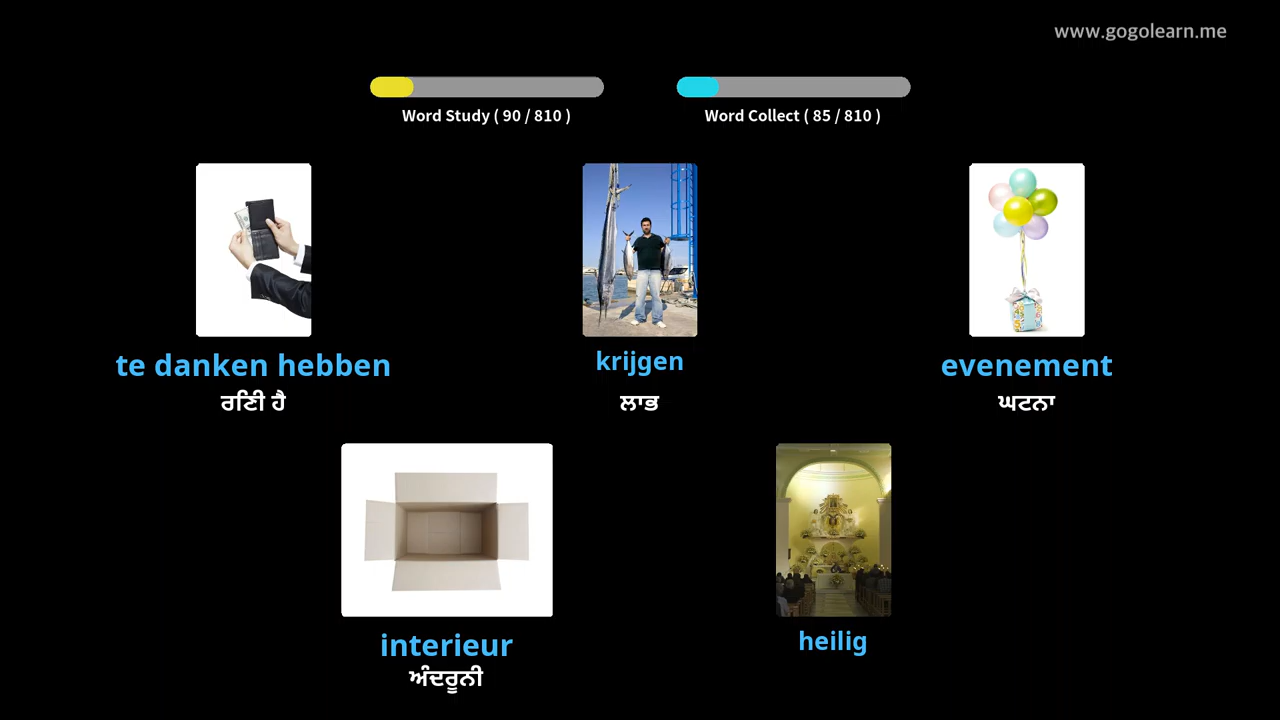 www.gogolearn.me
Word Study ( 90 / 810 )
Word Collect ( 85 / 810 )
te danken hebben
ਰਣਿੀ ਹੈ
krijgen
ਲਾਭ
evenement
ਘਟਨਾ
interieur
ਅੰਦਰੂਨੀ
heilig